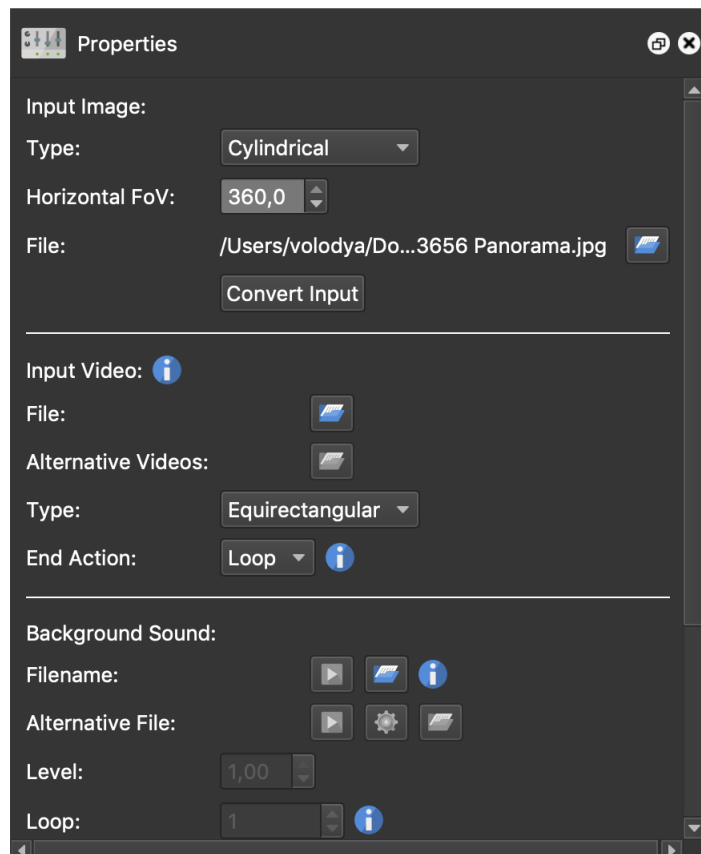 Properties
Input Image:
Type: Cylindrical
Horizontal FoV: 360,0
File: /Users/volodya/Do...3656 Panorama.jpg
Convert Input
Input Video:
File:
Alternative Videos:
Type: Equirectangular
End Action: Loop
Background Sound:
Filename:
Alternative File:
Level: 1,00
Loop: 1